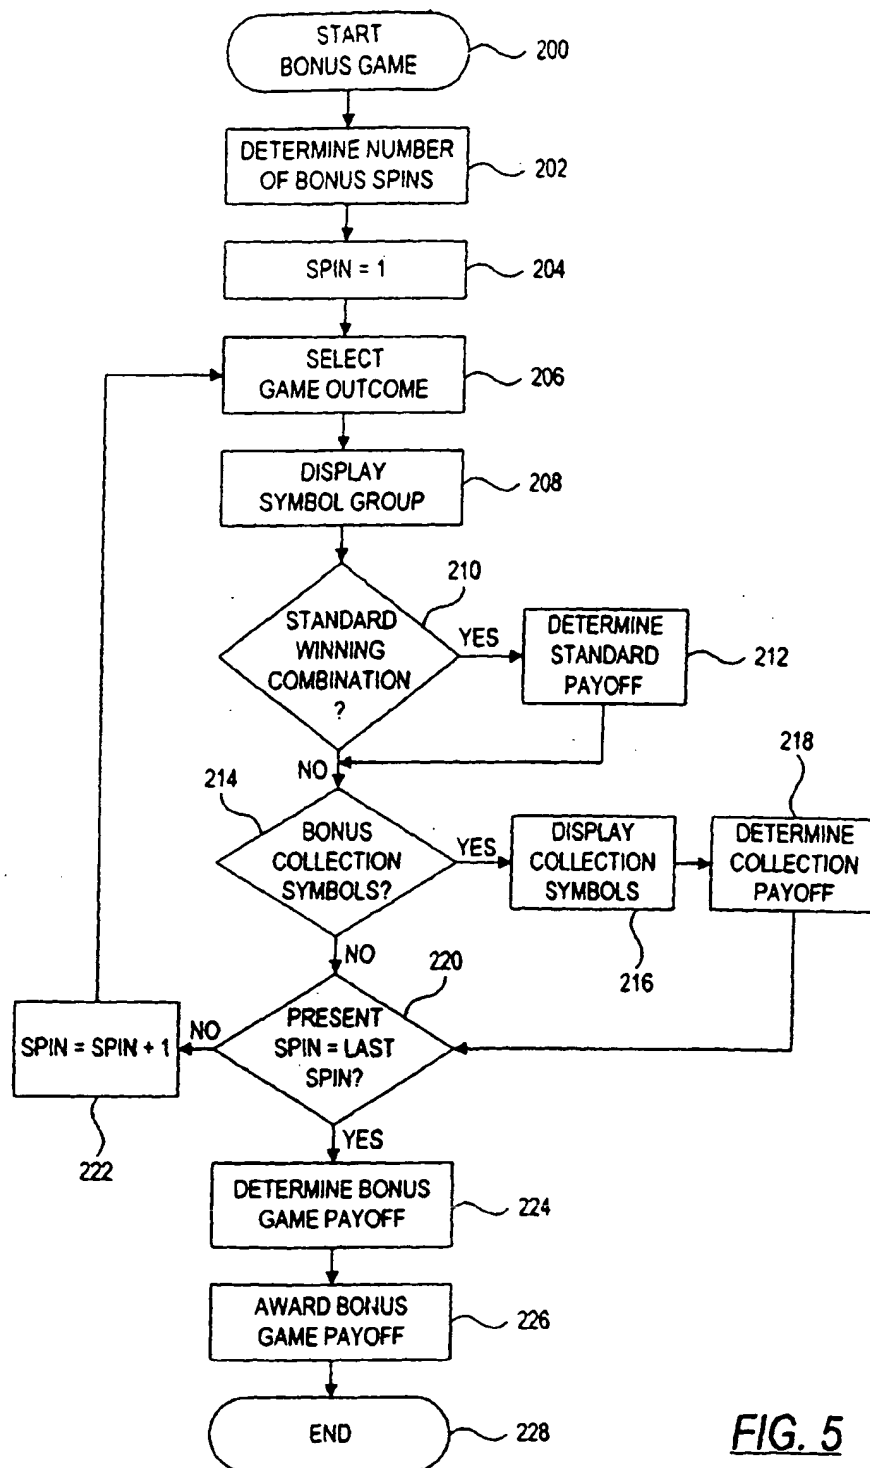 START
BONUS GAME
200
DETERMINE NUMBER
OF BONUS SPINS
202
SPIN = 1
204
SELECT
GAME OUTCOME
206
DISPLAY
SYMBOL GROUP
208
210
STANDARD
WINNING
COMBINATION
?
YES
DETERMINE
STANDARD
PAYOFF
212
NO
214
BONUS
COLLECTION
SYMBOLS?
YES
DISPLAY
COLLECTION
SYMBOLS
216
218
DETERMINE
COLLECTION
PAYOFF
NO
220
PRESENT
SPIN = LAST
SPIN?
NO
SPIN = SPIN + 1
222
YES
DETERMINE BONUS
GAME PAYOFF
224
AWARD BONUS
GAME PAYOFF
226
END
228
FIG. 5